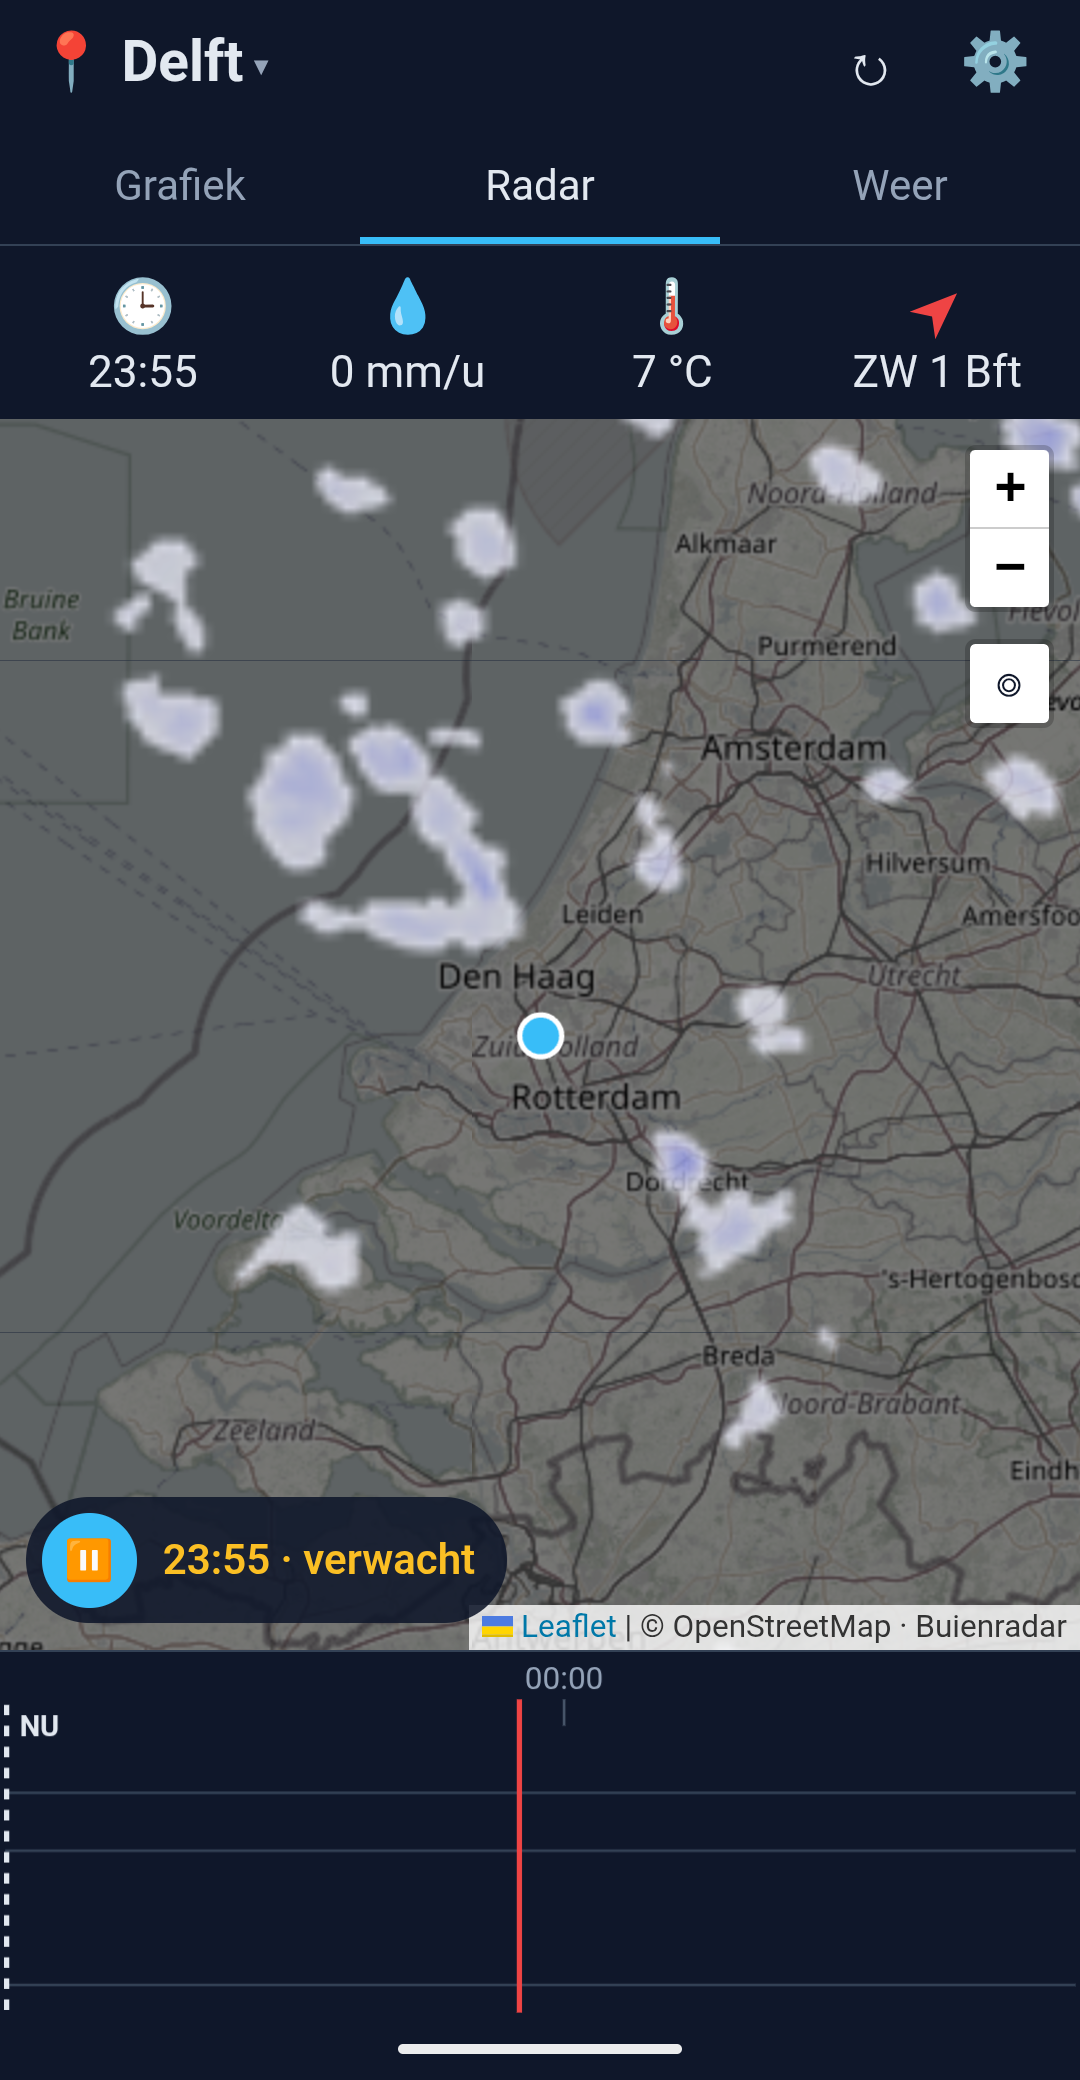 Delft
Grafiek Radar Weer
23:55 0 mm/u 7 °C ZW 1 Bft
Noord-Holland
Alkmaar
Bruine
Bank
Purmerend
Amsterdam
Hilversum
Leiden
Amersfoo
Den Haag
Utrecht
Rotterdam
Dordrecht
Voordelta
's-Hertogenbosc
Breda
Noord-Brabant
Zeeland
Eindh
23:55 · verwacht
Leaflet | © OpenStreetMap · Buienradar
00:00
NU